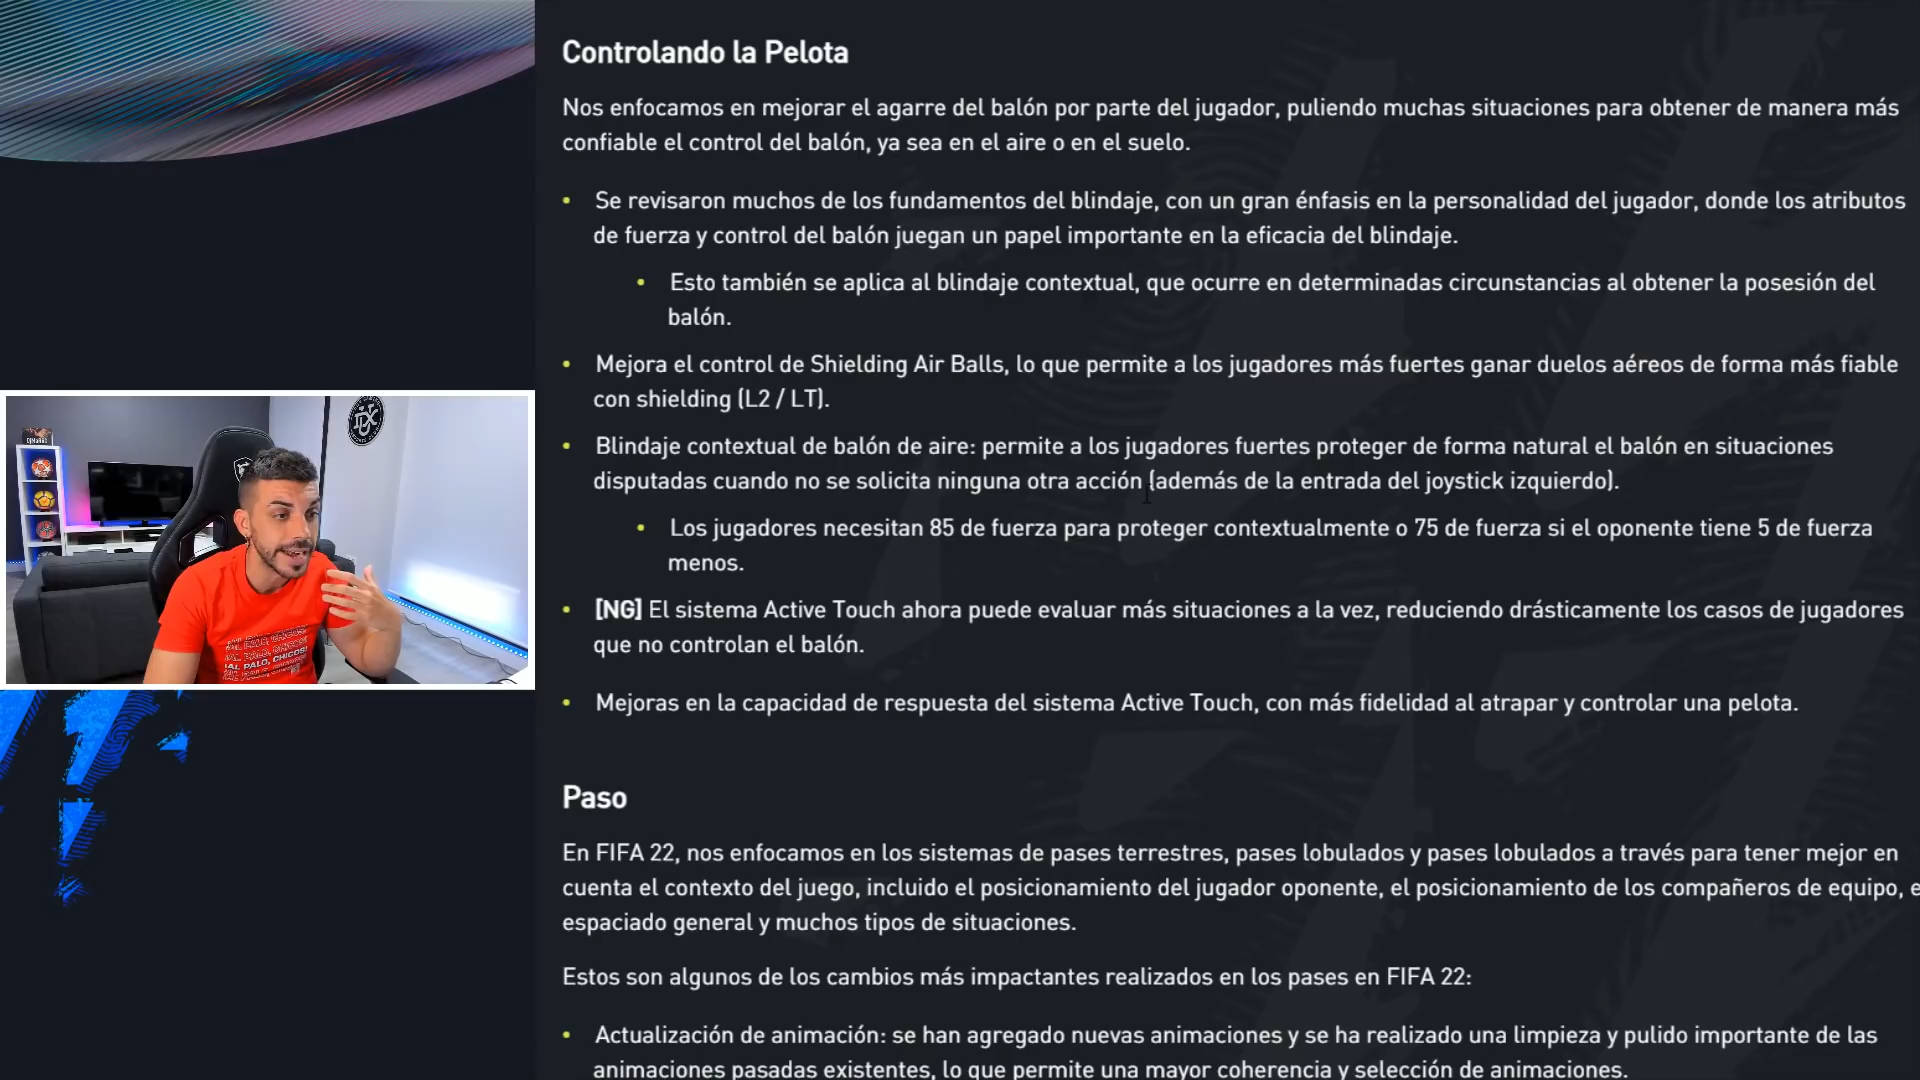 Controlando la Pelota
Nos enfocamos en mejorar el agarre del balón por parte del jugador, puliendo muchas situaciones para obtener de manera más
confiable el control del balón, ya sea en el aire o en el suelo.
• Se revisaron muchos de los fundamentos del blindaje, con un gran énfasis en la personalidad del jugador, donde los atributos
de fuerza y control del balón juegan un papel importante en la eficacia del blindaje.
• Esto también se aplica al blindaje contextual, que ocurre en determinadas circunstancias al obtener la posesión del
balón.
• Mejora el control de Shielding Air Balls, lo que permite a los jugadores más fuertes ganar duelos aéreos de forma más fiable
con shielding (L2 / LT).
• Blindaje contextual de balón de aire: permite a los jugadores fuertes proteger de forma natural el balón en situaciones
disputadas cuando no se solicita ninguna otra acción (además de la entrada del joystick izquierdo).
• Los jugadores necesitan 85 de fuerza para proteger contextualmente o 75 de fuerza si el oponente tiene 5 de fuerza
menos.
• [NG] El sistema Active Touch ahora puede evaluar más situaciones a la vez, reduciendo drásticamente los casos de jugadores
que no controlan el balón.
• Mejoras en la capacidad de respuesta del sistema Active Touch, con más fidelidad al atrapar y controlar una pelota.
Paso
En FIFA 22, nos enfocamos en los sistemas de pases terrestres, pases lobulados y pases lobulados a través para tener mejor en
cuenta el contexto del juego, incluido el posicionamiento del jugador oponente, el posicionamiento de los compañeros de equipo, e
espaciado general y muchos tipos de situaciones.
Estos son algunos de los cambios más impactantes realizados en los pases en FIFA 22:
• Actualización de animación: se han agregado nuevas animaciones y se ha realizado una limpieza y pulido importante de las
animaciones pasadas existentes, lo que permite una mayor coherencia y selección de animaciones.
¡AL PALO, CHICOS!
¡AL PALO, CHICOS!
¡AL PALO, CHICOS!